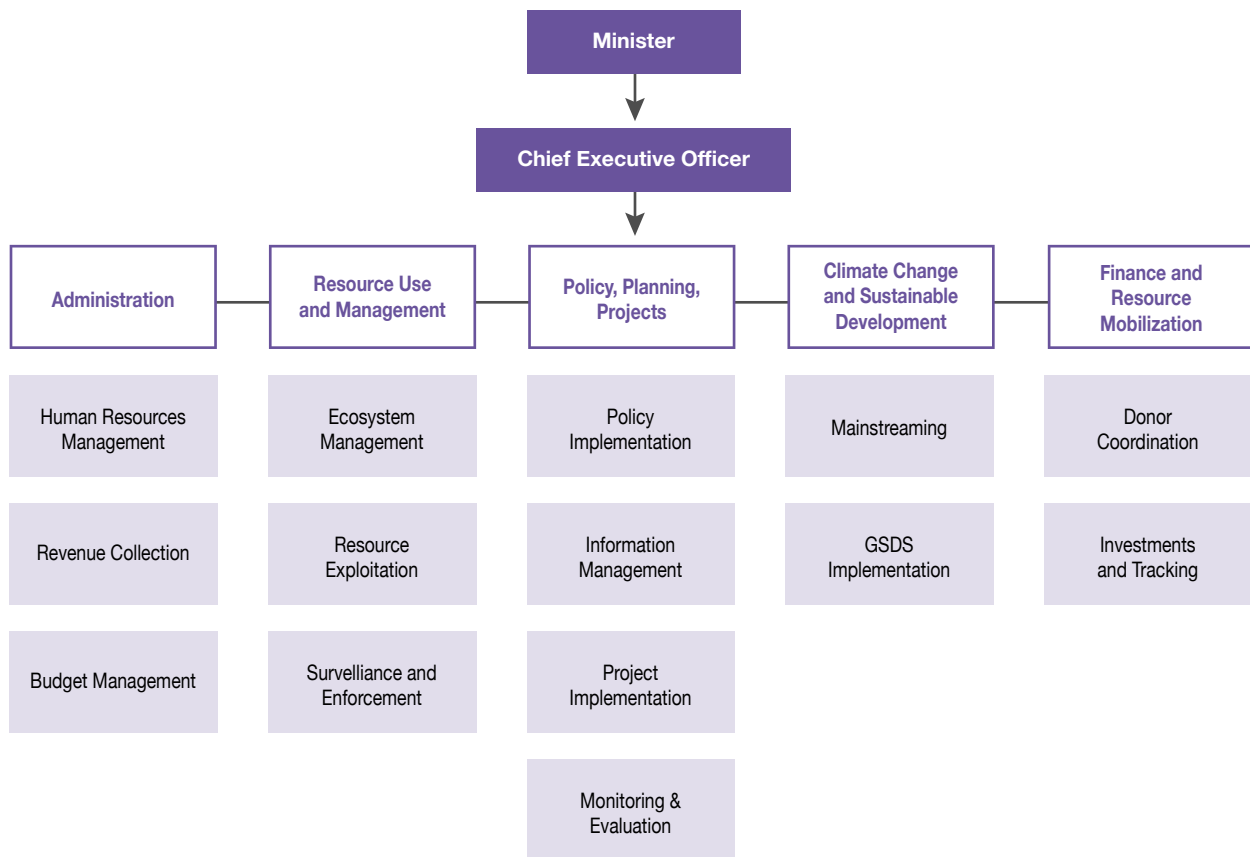 Minister
Chief Executive Officer
Administration
Resource Use
and Management
Policy, Planning,
Projects
Climate Change
and Sustainable
Development
Finance and
Resource
Mobilization
Human Resources
Management
Ecosystem
Management
Policy
Implementation
Mainstreaming
Donor
Coordination
Revenue Collection
Resource
Exploitation
Information
Management
GSDS
Implementation
Investments
and Tracking
Budget Management
Survelliance and
Enforcement
Project
Implementation
Monitoring &
Evaluation